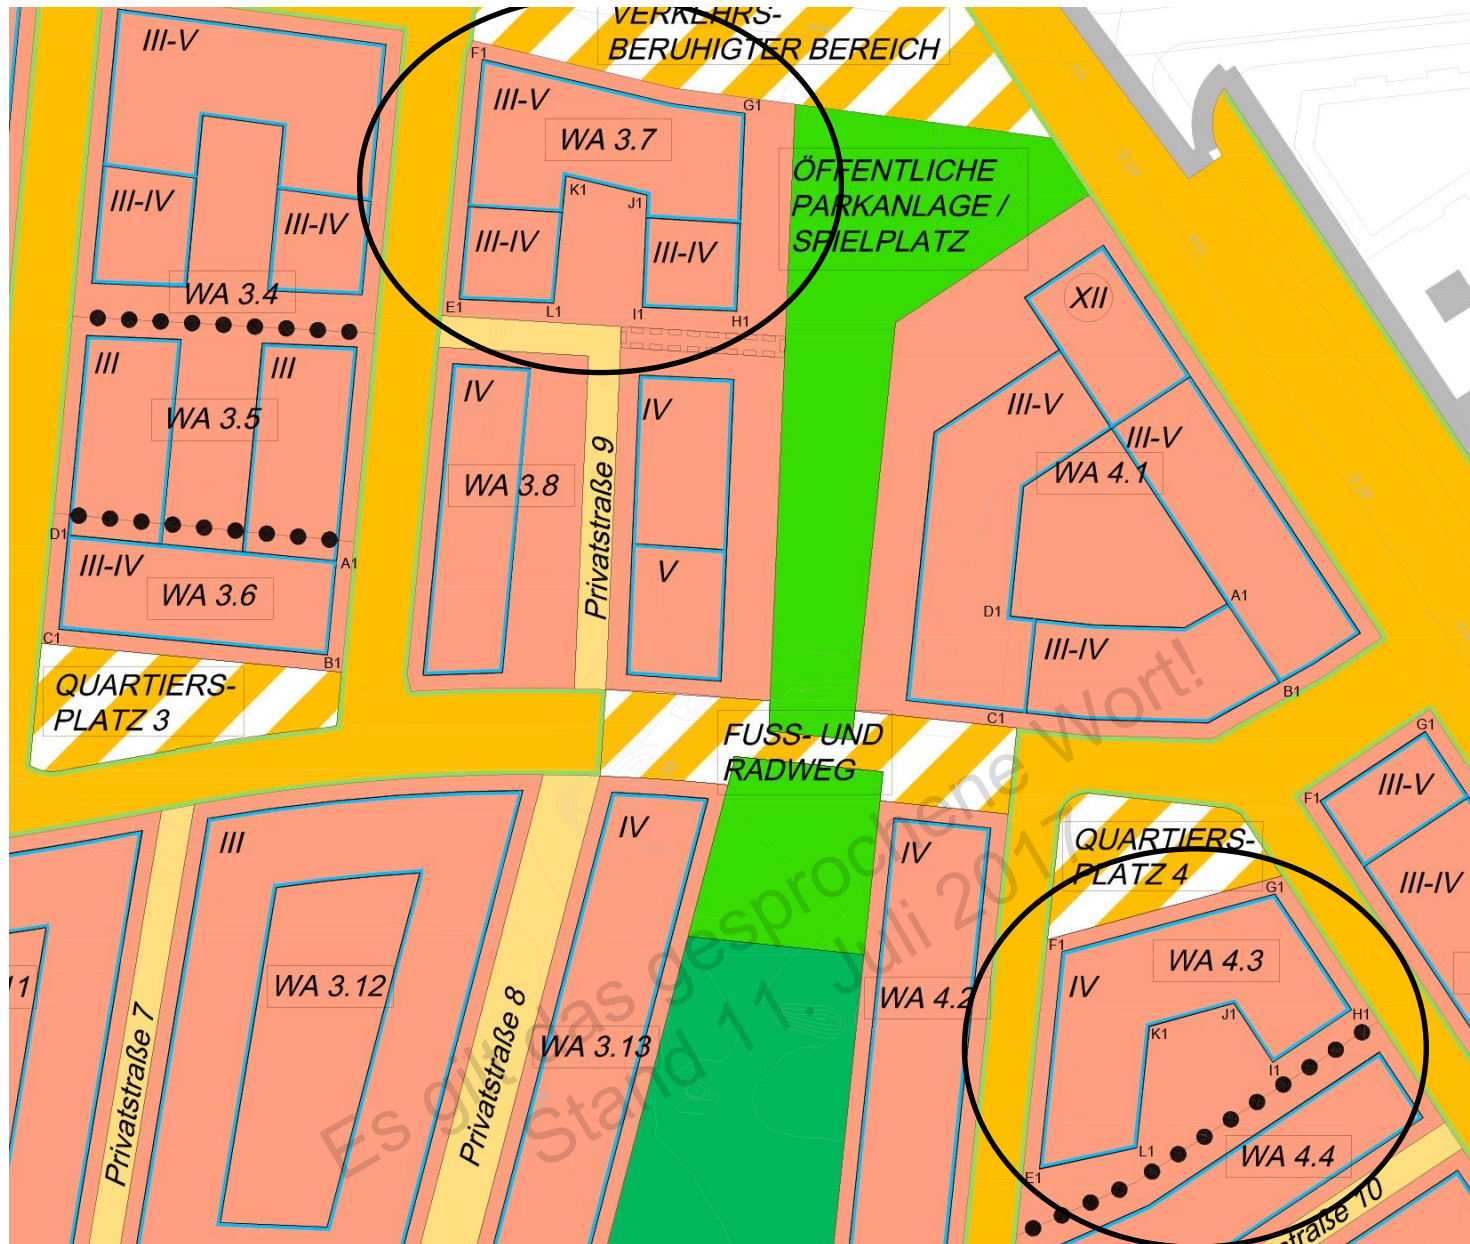 VERKEHRS-
BERUHIGTER BEREICH
III-V
F1
III-V
G1
WA 3.7
ÖFFENTLICHE
PARKANLAGE /
SPIELPLATZ
K1
J1
III-IV
III-IV
III-IV
III-IV
WA 3.4
E1
L1
I1
H1
XII
III
III
WA 3.5
IV
IV
III-V
III-V
WA 3.8
WA 4.1
Privatstraße 9
D1
A1
III-IV
WA 3.6
V
C1
B1
D1
A1
III-IV
B1
C1
QUARTIERS-
PLATZ 3
FUSS- UND
RADWEG
G1
III-V
F1
III-IV
III
IV
IV
QUARTIERS-
PLATZ 4
G1
F1
WA 4.3
IV
WA 3.12
WA 4.2
J1
H1
K1
I1
WA 3.13
L1
E1
WA 4.4
Privatstraße 7
Privatstraße 8
straße 10
Es gilt das gesprochene Wort!
Stand 11. Juli 2017